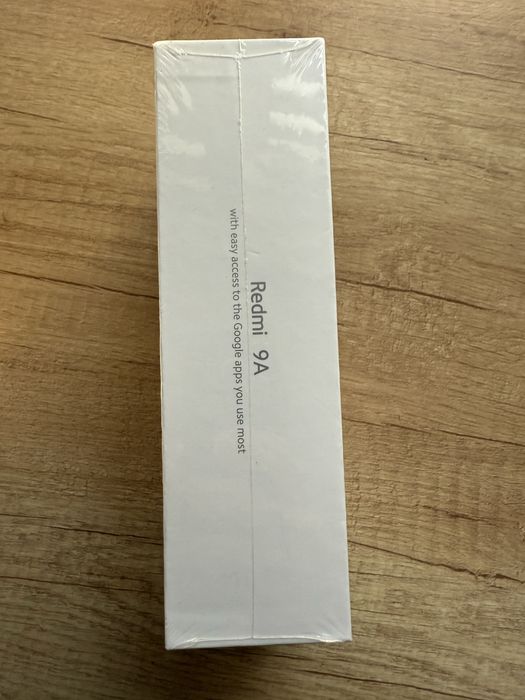 Redmi 9A
with easy access to the Google apps you use most